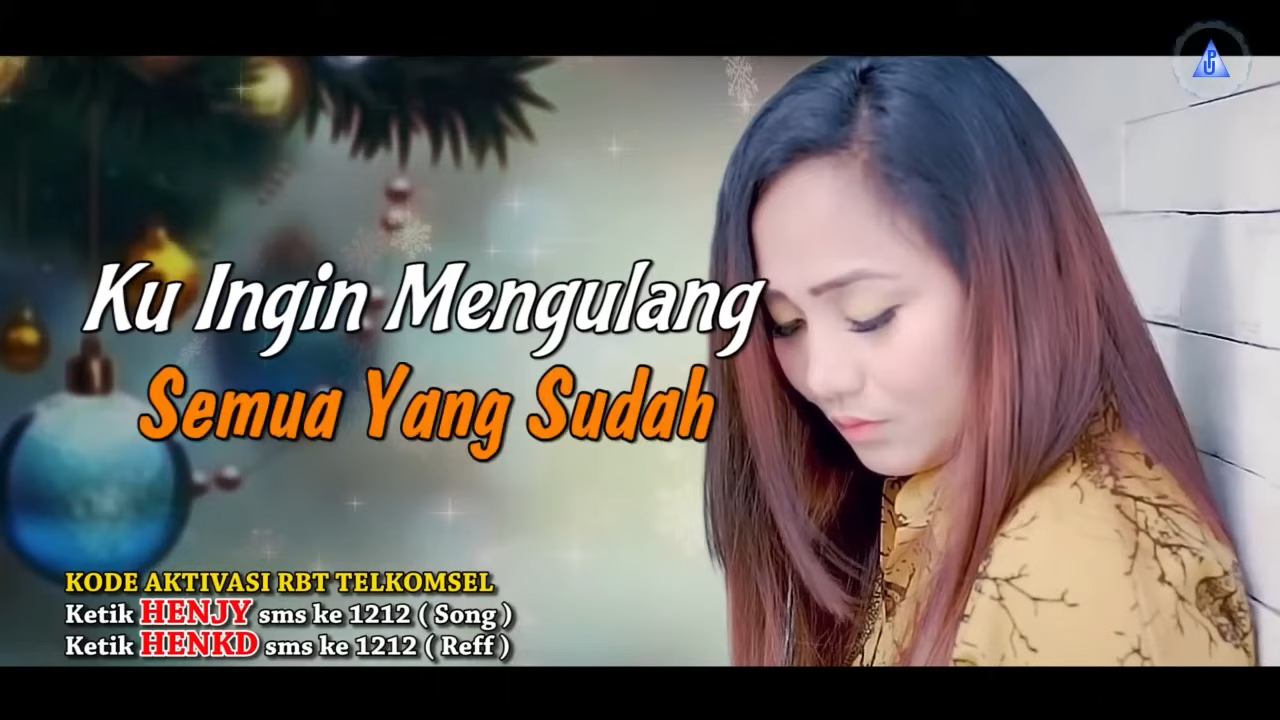 PU
Ku Ingin Mengulang
Semua Yang Sudah
KODE AKTIVASI RBT TELKOMSEL
Ketik HENJY sms ke 1212 ( Song )
Ketik HENKD sms ke 1212 ( Reff )